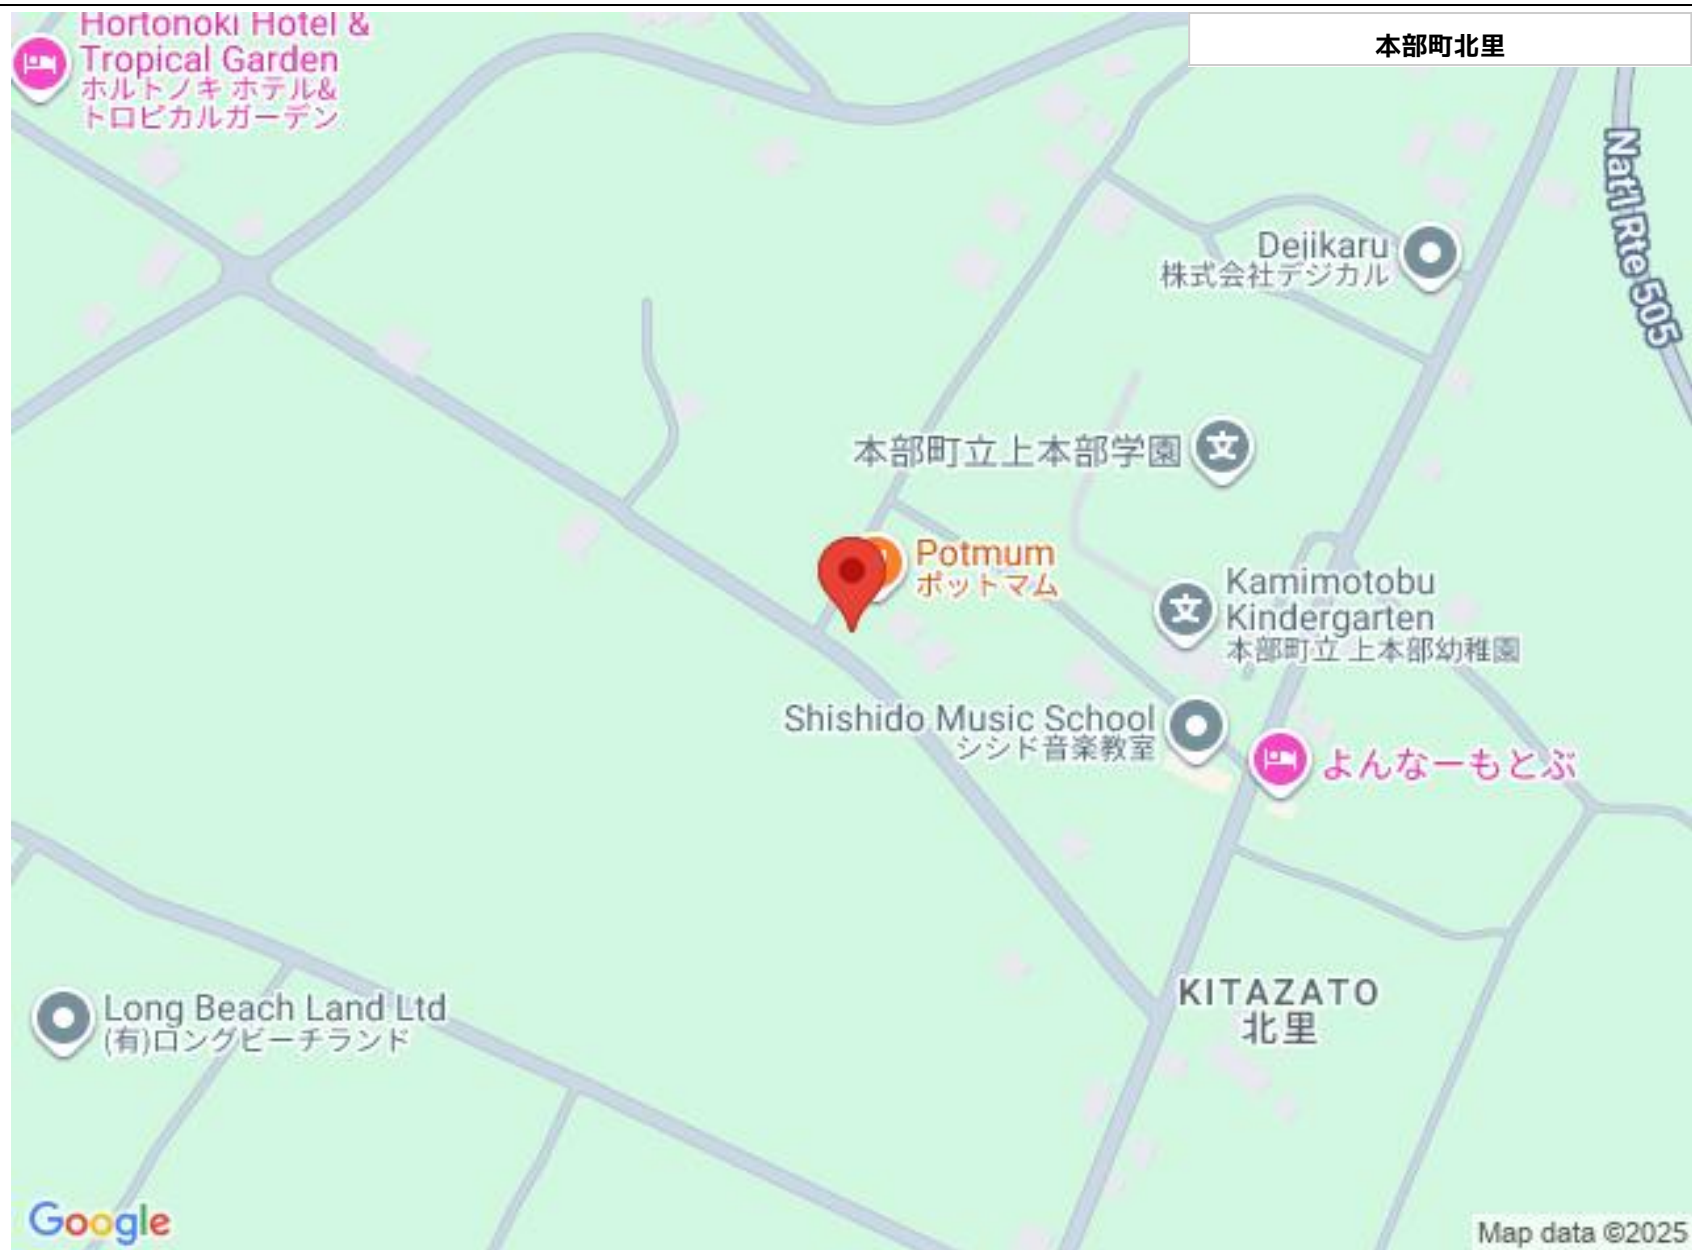 Hortonoki Hotel &
Tropical Garden
ホルトノキ ホテル&
トロピカルガーデン
本部町北里
Nat'l Rte 505
Dejikaru
株式会社デジカル
本部町立上本部学園
文
Potmum
ポットマム
文
Kamimotobu
Kindergarten
本部町立 上本部幼稚園
Shishido Music School
シシド音楽教室
よんなーもとぶ
KITAZATO
北里
Long Beach Land Ltd
(有)ロングビーチランド
Google
Map data ©2025